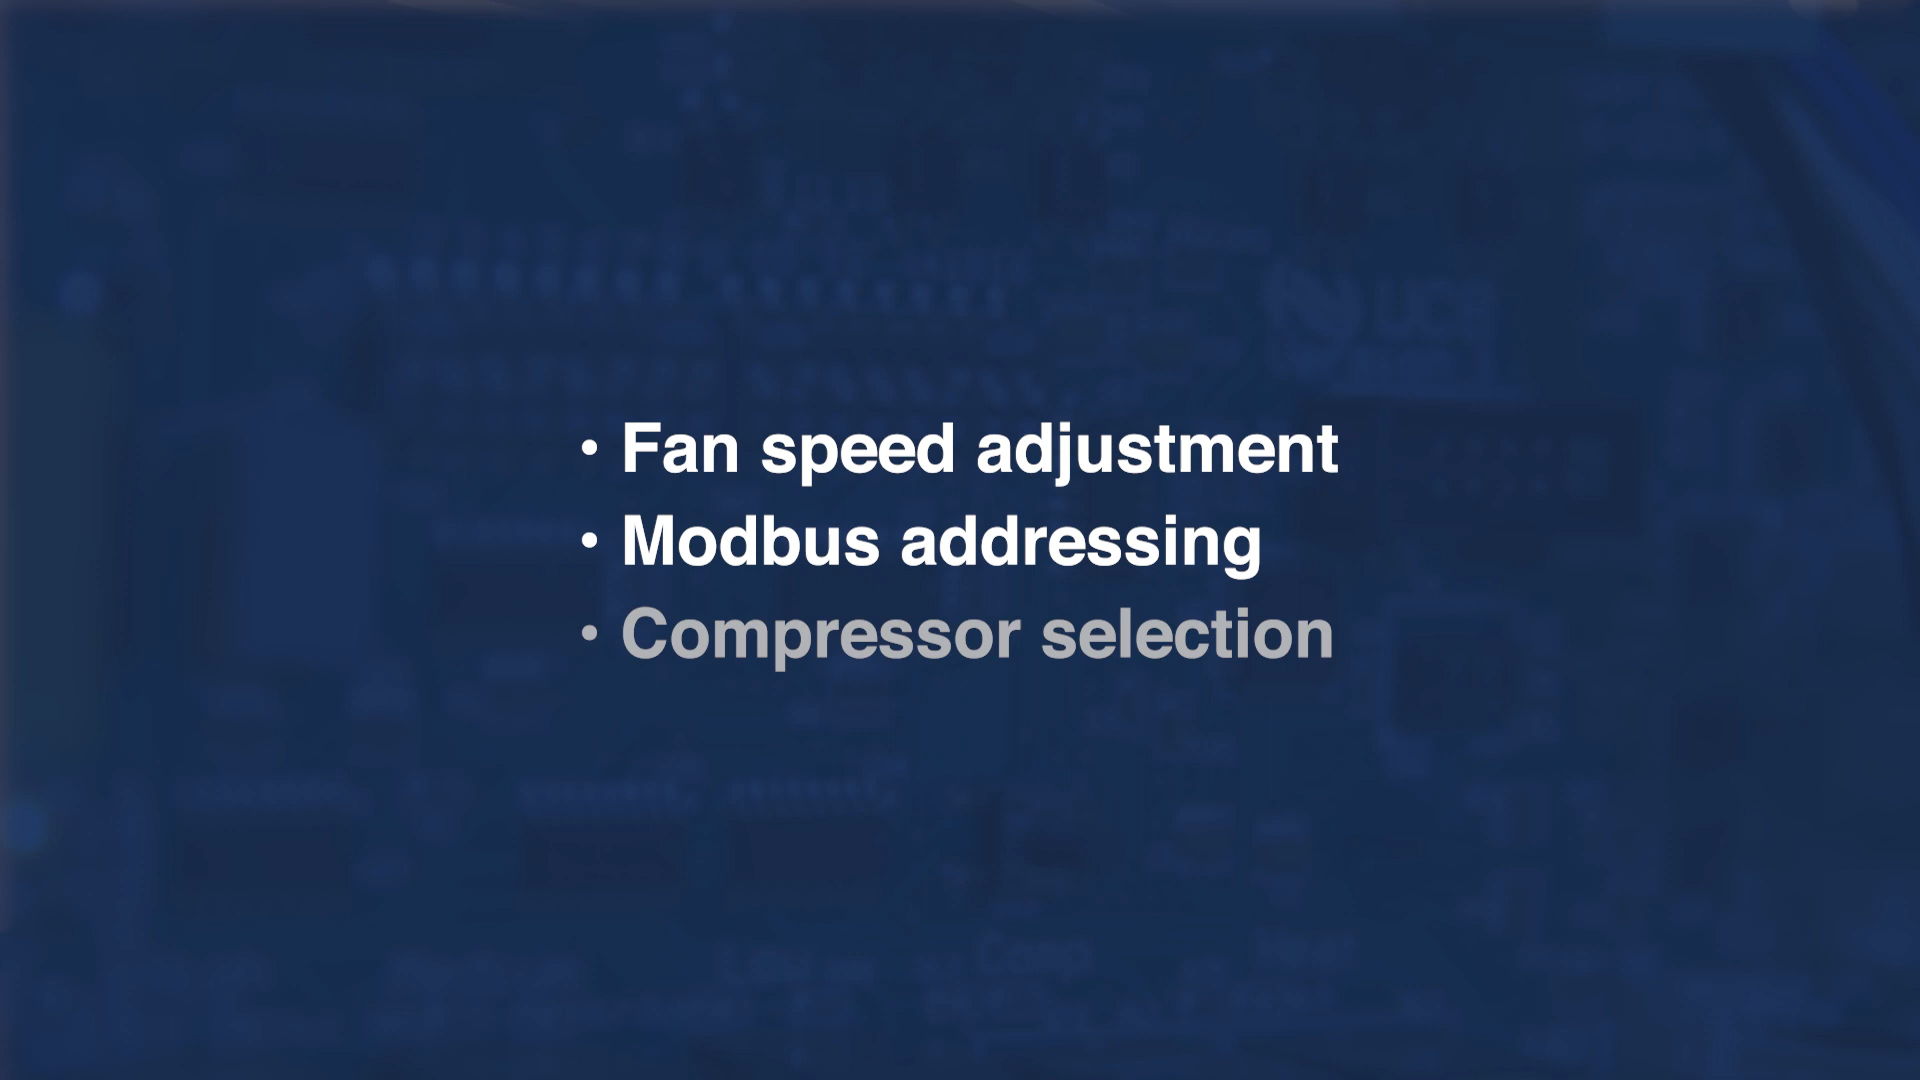 • Fan speed adjustment
• Modbus addressing
• Compressor selection